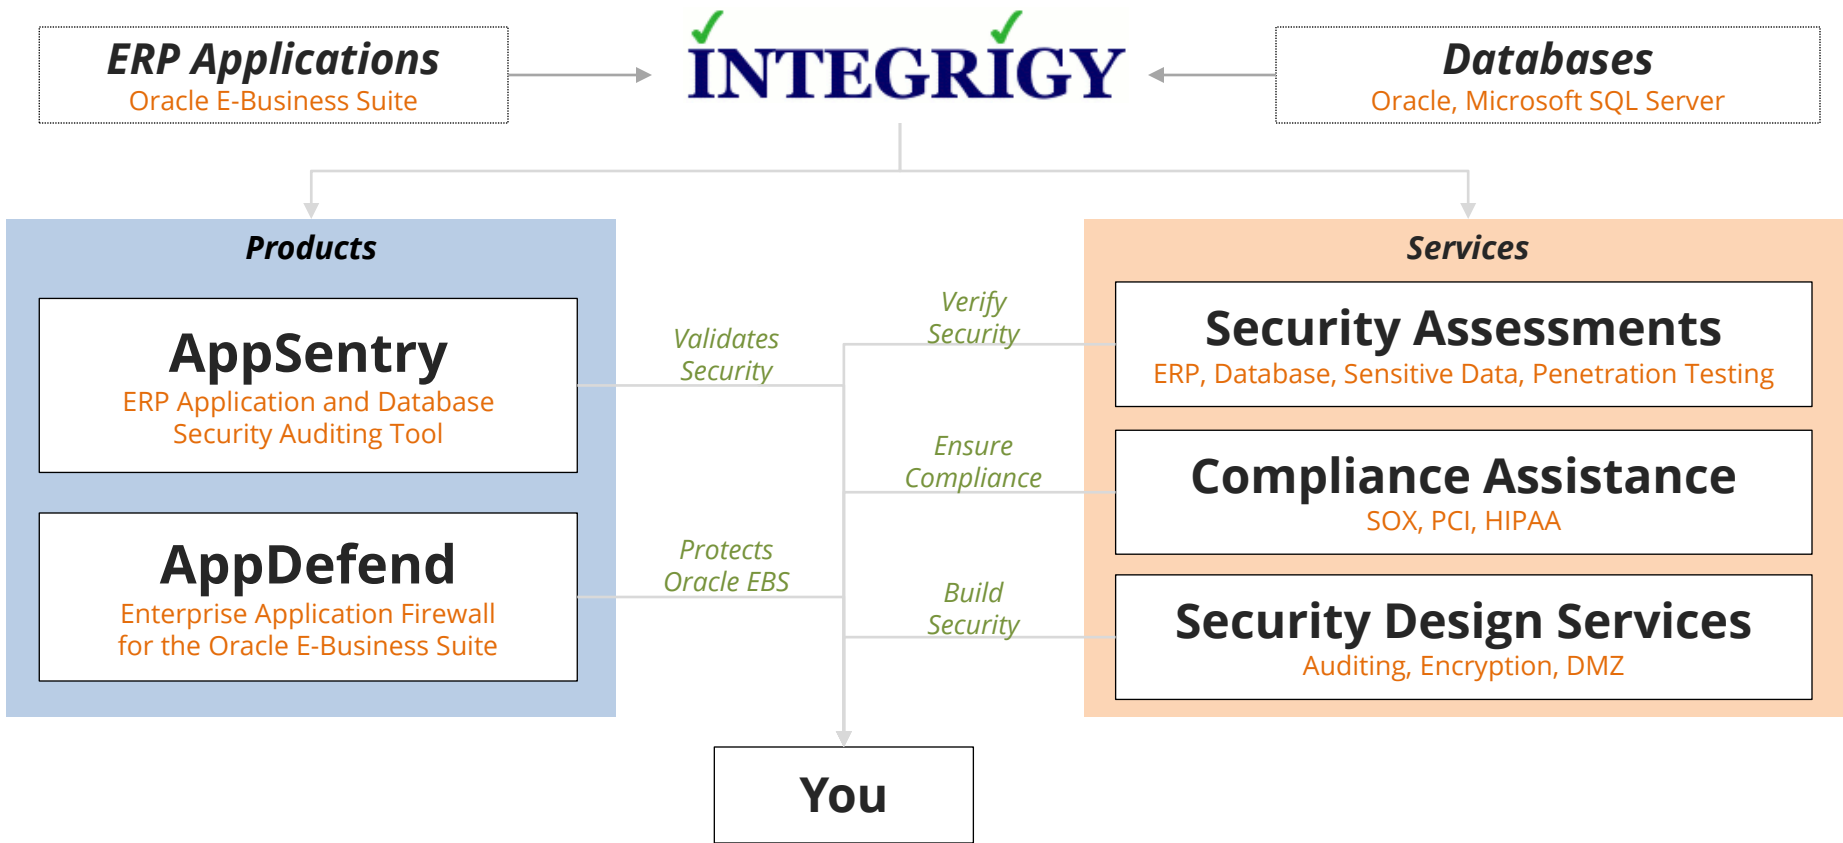 ERP Applications
Oracle E-Business Suite
INTEGRIGY
Databases
Oracle, Microsoft SQL Server
Products
AppSentry
ERP Application and Database
Security Auditing Tool
AppDefend
Enterprise Application Firewall
for the Oracle E-Business Suite
Validates
Security
Protects
Oracle EBS
Verify
Security
Ensure
Compliance
Build
Security
Services
Security Assessments
ERP, Database, Sensitive Data, Penetration Testing
Compliance Assistance
SOX, PCI, HIPAA
Security Design Services
Auditing, Encryption, DMZ
You